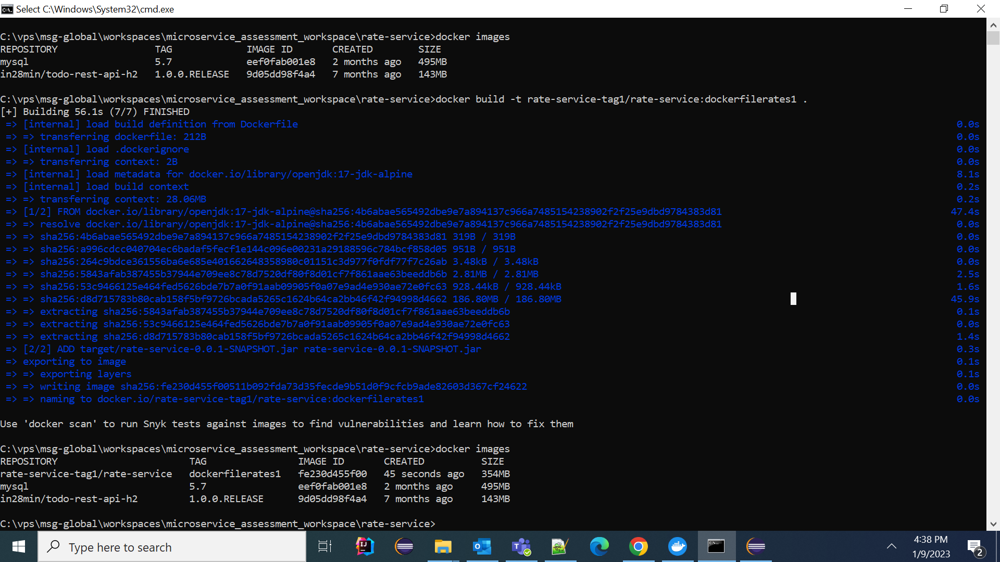 Select C:\Windows\System32\cmd.exe
C:\vps\msg-global\workspaces\microservice_assessment_workspace\rate-service>docker images
REPOSITORY TAG IMAGE ID CREATED SIZE
mysql 5.7 eef0fab001e8 2 months ago 495MB
in28min/todo-rest-api-h2 1.0.0.RELEASE 9d05dd98f4a4 7 months ago 143MB
C:\vps\msg-global\workspaces\microservice_assessment_workspace\rate-service>docker build -t rate-service-tag1/rate-service:dockerfilerates1 .
[+] Building 56.1s (7/7) FINISHED
=> [internal] load build definition from Dockerfile 0.0s
=> => transferring dockerfile: 212B 0.0s
=> [internal] load .dockerignore 0.0s
=> => transferring context: 2B 0.0s
=> [internal] load metadata for docker.io/library/openjdk:17-jdk-alpine 8.1s
=> [internal] load build context 0.2s
=> => transferring context: 28.06MB 0.2s
=> [1/2] FROM docker.io/library/openjdk:17-jdk-alpine@sha256:4b6abae565492dbe9e7a894137c966a7485154238902f2f25e9dbd9784383d81 47.4s
=> => resolve docker.io/library/openjdk:17-jdk-alpine@sha256:4b6abae565492dbe9e7a894137c966a7485154238902f2f25e9dbd9784383d81 0.0s
=> => sha256:4b6abae565492dbe9e7a894137c966a7485154238902f2f25e9dbd9784383d81 319B / 319B 0.0s
=> => sha256:a996cdcc040704ec6badaf5fecf1e144c096e00231a29188596c784bcf858d05 951B / 951B 0.0s
=> => sha256:264c9bdce361556ba6e685e401662648358980c01151c3d977f0fdf77f7c26ab 3.48kB / 3.48kB 0.0s
=> => sha256:5843afab387455b37944e709ee8c78d7520df80f8d01cf7f861aae63beeddb6b 2.81MB / 2.81MB 2.5s
=> => sha256:53c9466125e464fed5626bde7b7a0f91aab09905f0a07e9ad4e930ae72e0fc63 928.44kB / 928.44kB 1.6s
=> => sha256:d8d715783b80cab158f5bf9726bcada5265c1624b64ca2bb46f42f94998d4662 186.80MB / 186.80MB 45.9s
=> => extracting sha256:5843afab387455b37944e709ee8c78d7520df80f8d01cf7f861aae63beeddb6b 0.1s
=> => extracting sha256:53c9466125e464fed5626bde7b7a0f91aab09905f0a07e9ad4e930ae72e0fc63 0.0s
=> => extracting sha256:d8d715783b80cab158f5bf9726bcada5265c1624b64ca2bb46f42f94998d4662 1.4s
=> [2/2] ADD target/rate-service-0.0.1-SNAPSHOT.jar rate-service-0.0.1-SNAPSHOT.jar 0.3s
=> exporting to image 0.1s
=> => exporting layers 0.1s
=> => writing image sha256:fe230d455f00511b092fda73d35fecde9b51d0f9cfcb9ade82603d367cf24622 0.0s
=> => naming to docker.io/rate-service-tag1/rate-service:dockerfilerates1 0.0s
Use 'docker scan' to run Snyk tests against images to find vulnerabilities and learn how to fix them
C:\vps\msg-global\workspaces\microservice_assessment_workspace\rate-service>docker images
REPOSITORY TAG IMAGE ID CREATED SIZE
rate-service-tag1/rate-service dockerfilerates1 fe230d455f00 45 seconds ago 354MB
mysql 5.7 eef0fab001e8 2 months ago 495MB
in28min/todo-rest-api-h2 1.0.0.RELEASE 9d05dd98f4a4 7 months ago 143MB
C:\vps\msg-global\workspaces\microservice_assessment_workspace\rate-service>
Type here to search
4:38 PM
1/9/2023
2